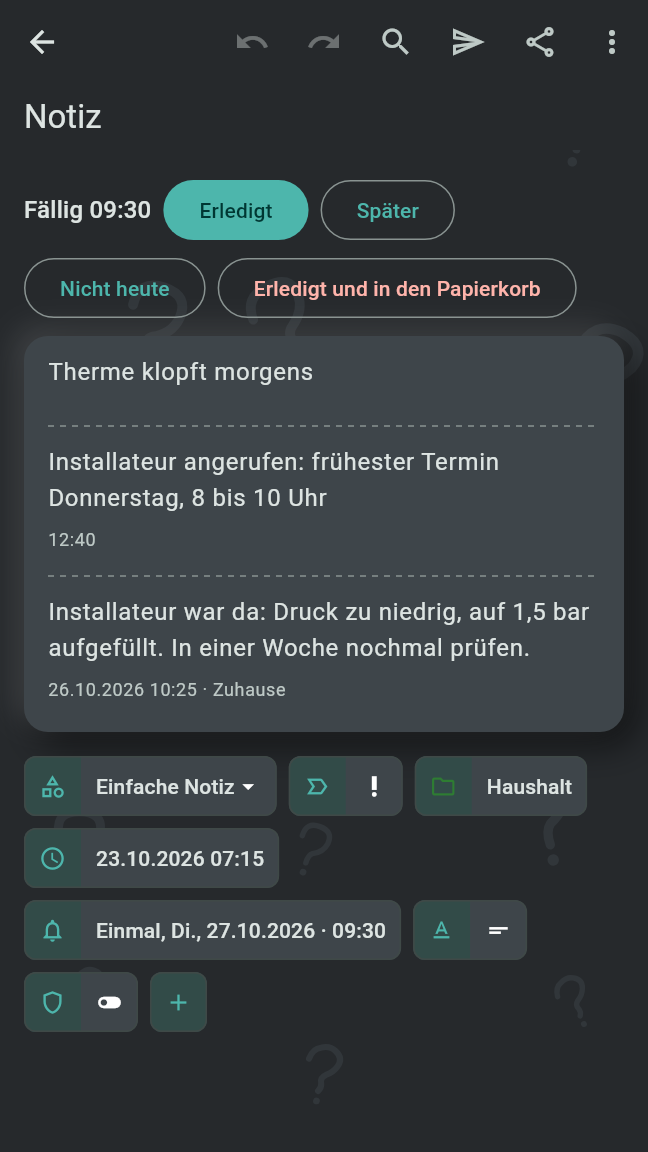 Notiz
Fällig 09:30
Erledigt
Später
Nicht heute
Erledigt und in den Papierkorb
Therme klopft morgens
Installateur angerufen: frühester Termin
Donnerstag, 8 bis 10 Uhr
12:40
Installateur war da: Druck zu niedrig, auf 1,5 bar
aufgefüllt. In einer Woche nochmal prüfen.
26.10.2026 10:25 · Zuhause
Einfache Notiz
Haushalt
23.10.2026 07:15
Einmal, Di., 27.10.2026 · 09:30